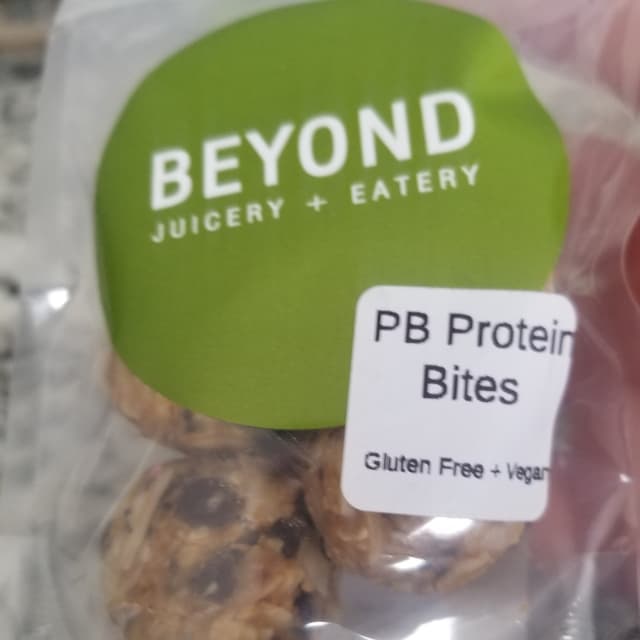 BEYOND
JUICERY + EATERY
PB Protein
Bites
Gluten Free + Vegan